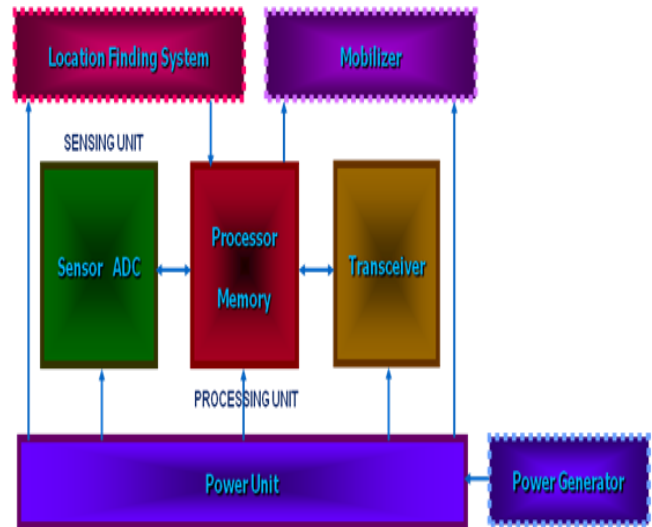 Location Finding System
Mobilizer
SENSING UNIT
Sensor ADC
Processor
Memory
Transceiver
PROCESSING UNIT
Power Unit
Power Generator